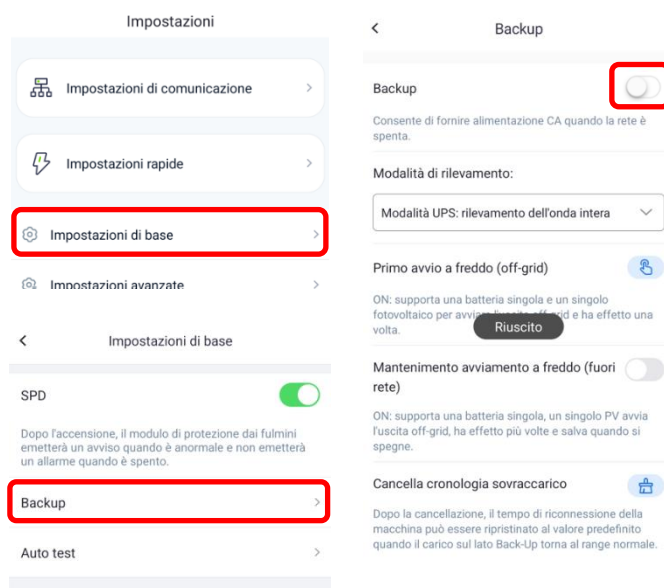 Impostazioni
Impostazioni di comunicazione
Impostazioni rapide
Impostazioni di base
Impostazioni avanzate
Impostazioni di base
SPD
Dopo l'accensione, il modulo di protezione dai fulmini
emetterà un avviso quando è anormale e non emetterà
un allarme quando è spento.
Backup
Auto test
Backup
Backup
Consente di fornire alimentazione CA quando la rete è
spenta.
Modalità di rilevamento:
Modalità UPS: rilevamento dell'onda intera
Primo avvio a freddo (off-grid)
ON: supporta una batteria singola e un singolo
fotovoltaico per avviare l'uscita off-grid e ha effetto una
volta.
Riuscito
Mantenimento avviamento a freddo (fuori
rete)
ON: supporta una batteria singola, un singolo PV avvia
l'uscita off-grid, ha effetto più volte e salva quando si
spegne.
Cancella cronologia sovraccarico
Dopo la cancellazione, il tempo di riconnessione della
macchina può essere ripristinato al valore predefinito
quando il carico sul lato Back-Up torna al range normale.